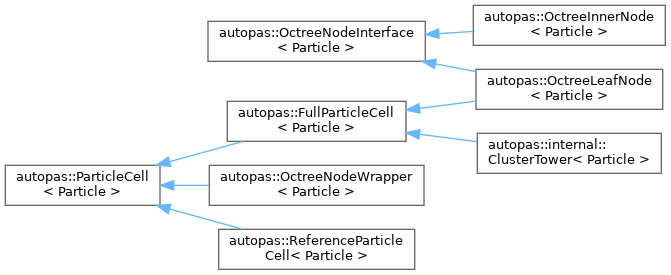 autopas::OctreeInnerNode
< Particle >
autopas::OctreeNodeInterface
< Particle >
autopas::OctreeLeafNode
< Particle >
autopas::FullParticleCell
< Particle >
autopas::internal::
ClusterTower< Particle >
autopas::ParticleCell
< Particle >
autopas::OctreeNodeWrapper
< Particle >
autopas::ReferenceParticle
Cell< Particle >